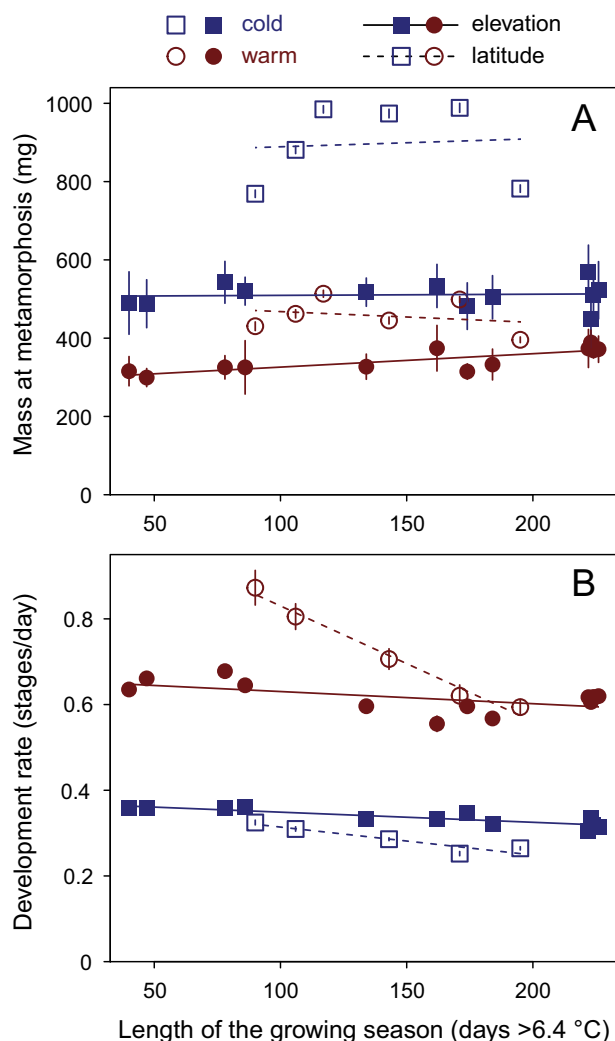 cold elevation
warm latitude
A
Mass at metamorphosis (mg)
1000
800
600
400
200
0
50 100 150 200
B
Development rate (stages/day)
0.8
0.6
0.4
0.2
0
50 100 150 200
Length of the growing season (days >6.4 °C)